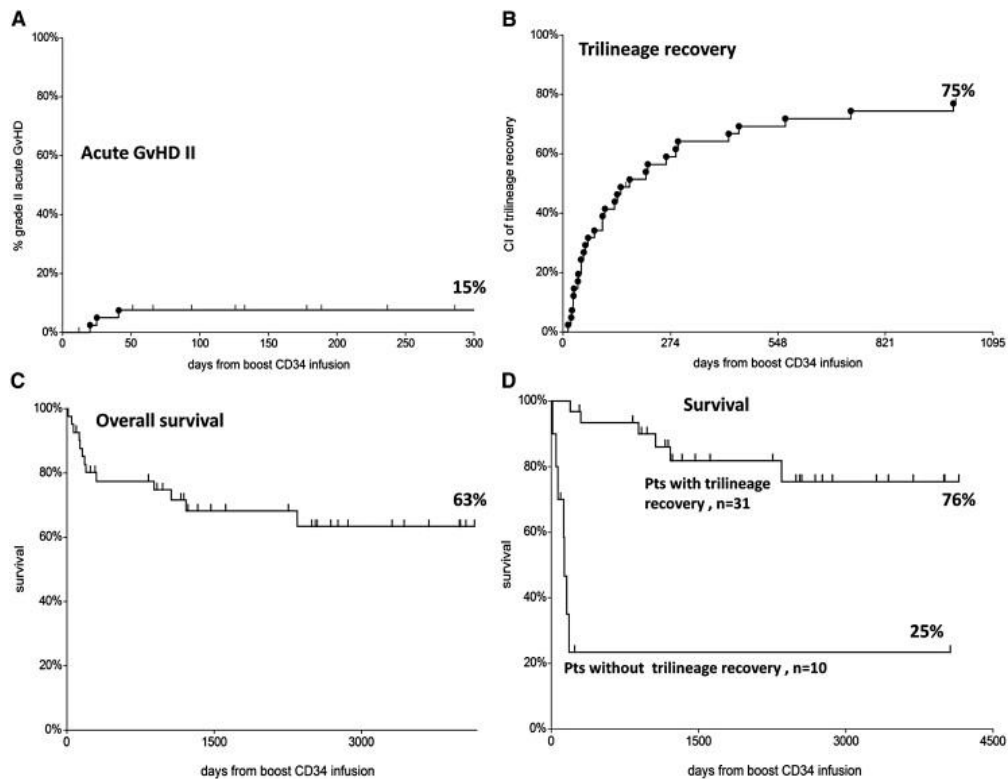 A
100%
80%
60%
40%
20%
0%
% grade II acute GvHD
Acute GvHD II
15%
0
50
100
150
200
250
300
days from boost CD34 infusion
B
100%
80%
60%
40%
20%
0%
CI of trilineage recovery
Trilineage recovery
75%
0
274
548
821
1095
days from boost CD34 infusion
C
100%
80%
60%
40%
20%
0%
survival
Overall survival
63%
0
1500
3000
days from boost CD34 infusion
D
100%
80%
60%
40%
20%
0%
survival
Survival
Pts with trilineage
recovery , n=31
76%
25%
Pts without trilineage recovery , n=10
0
1500
3000
4500
days from boost CD34 infusion